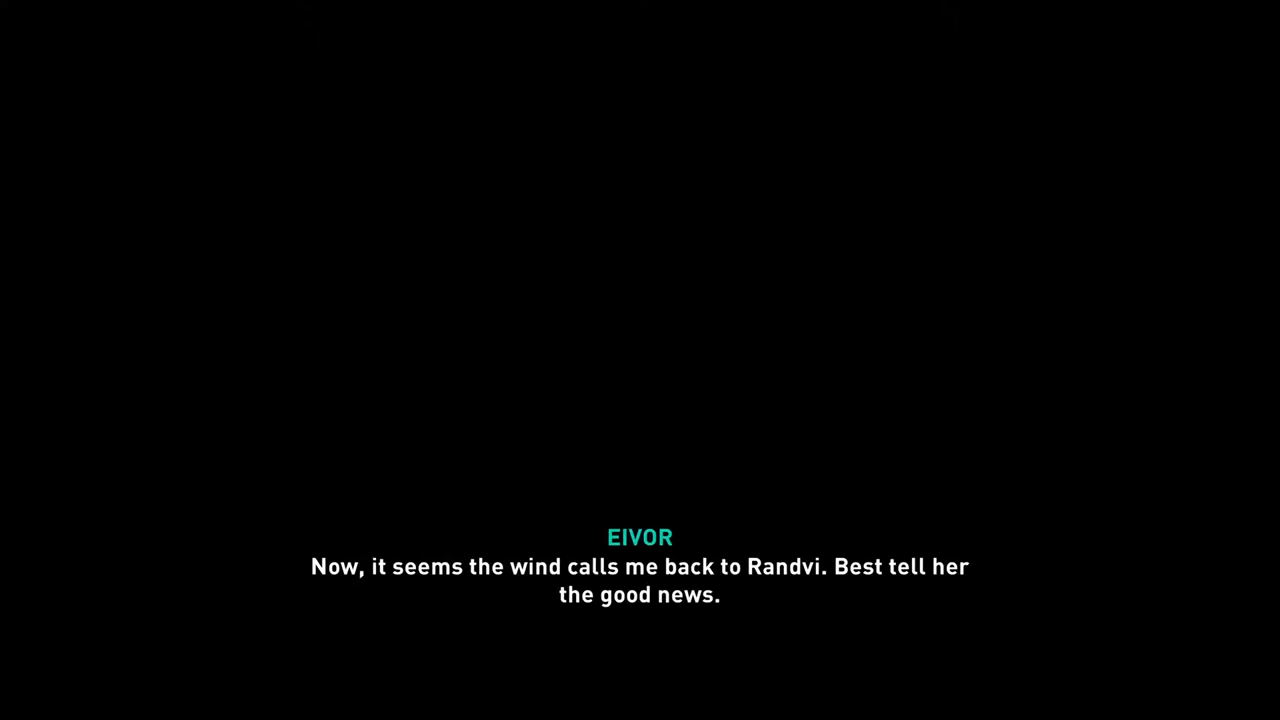 EIVOR
Now, it seems the wind calls me back to Randvi. Best tell her
the good news.